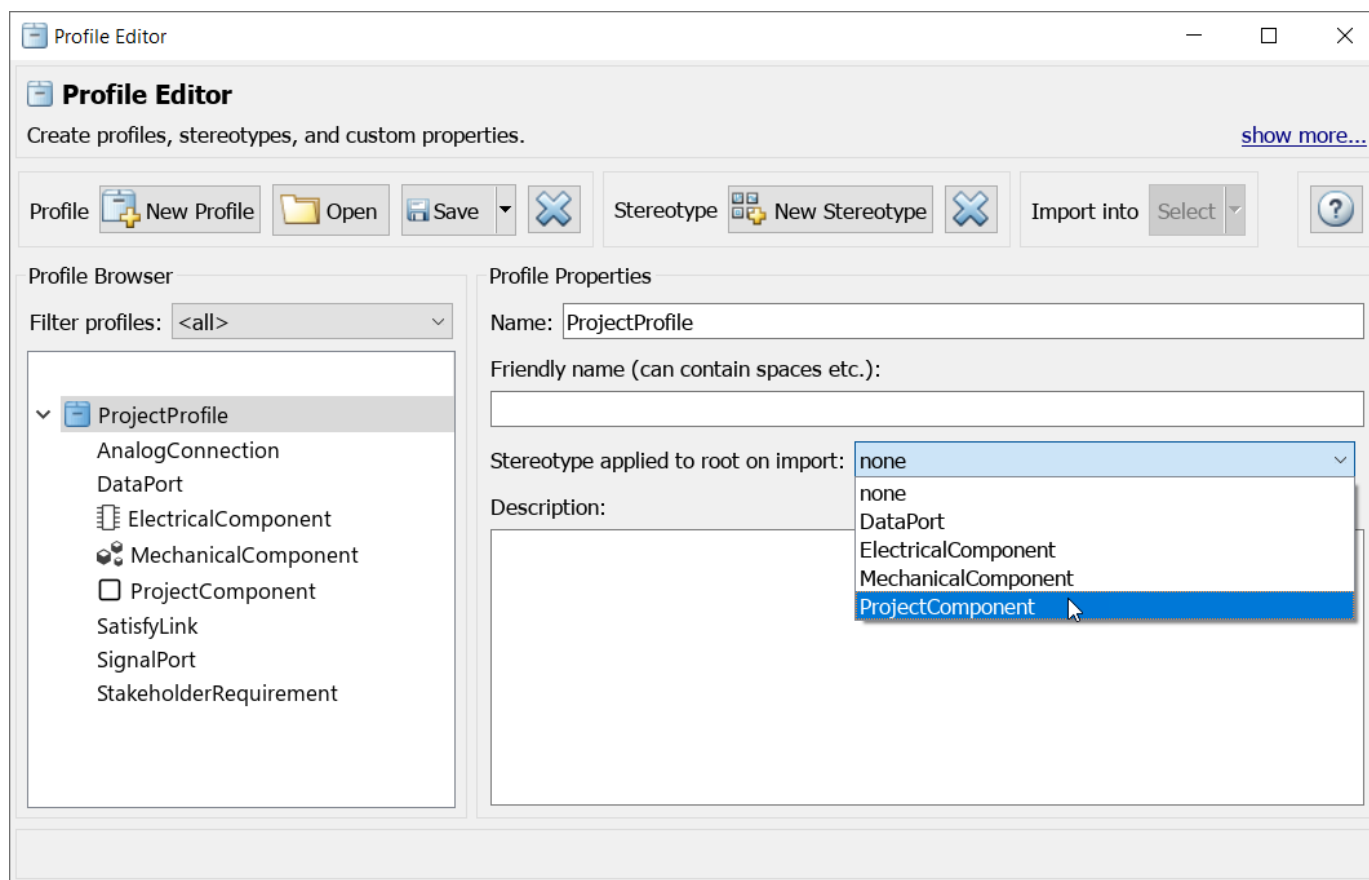 Profile Editor
Profile Editor
Create profiles, stereotypes, and custom properties.
show more...
Profile New Profile Open Save Stereotype New Stereotype Import into Select ?
Profile Browser
Filter profiles: <all>
ProjectProfile
AnalogConnection
DataPort
ElectricalComponent
MechanicalComponent
ProjectComponent
SatisfyLink
SignalPort
StakeholderRequirement
Profile Properties
Name: ProjectProfile
Friendly name (can contain spaces etc.):
Stereotype applied to root on import: none
none
DataPort
ElectricalComponent
MechanicalComponent
ProjectComponent
Description: